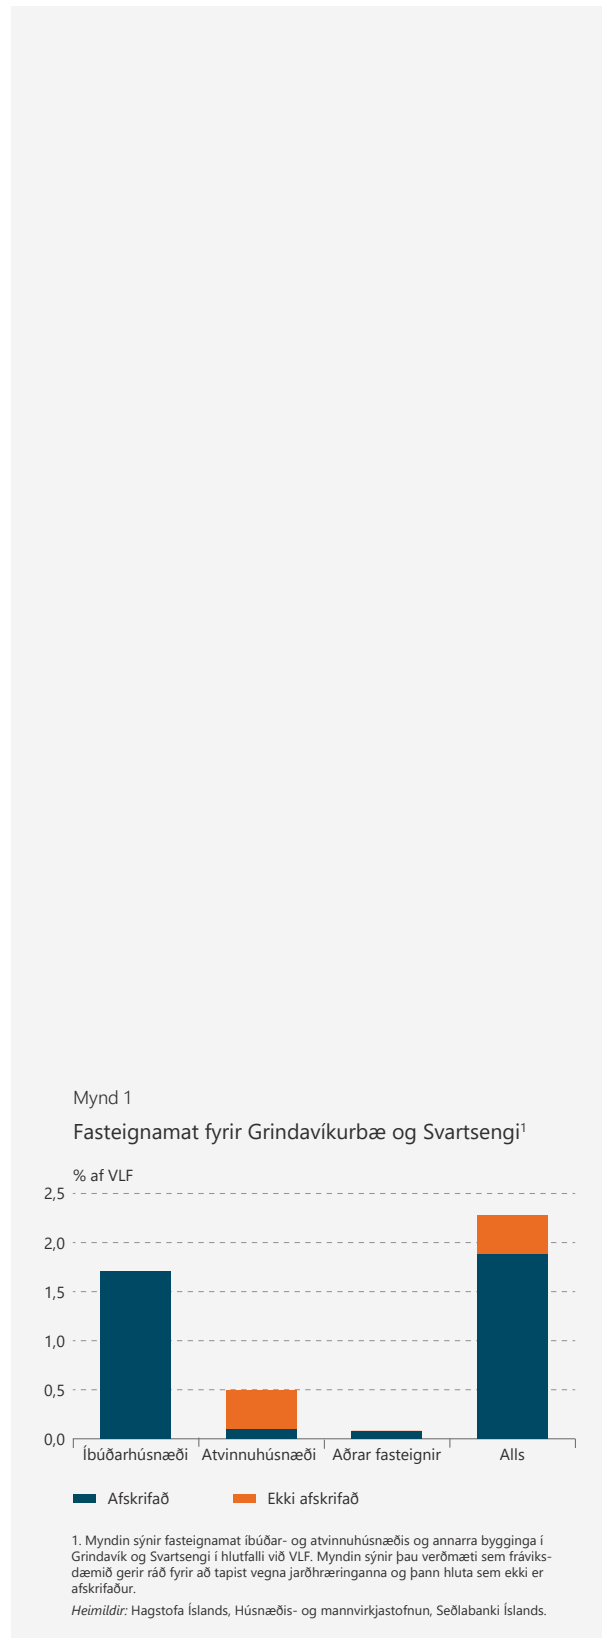 Mynd 1
Fasteignamat fyrir Grindavíkurbæ og Svartsengi¹
% af VLF
2,5
2,0
1,5
1,0
0,5
0,0
Íbúðarhúsnæði Atvinnuhúsnæði Aðrar fasteignir Alls
Afskrifað Ekki afskrifað
1. Myndin sýnir fasteignamat íbúðar- og atvinnuhúsnæðis og annarra bygginga í
Grindavík og Svartsengi í hlutfalli við VLF. Myndin sýnir þau verðmæti sem fráviks-
dæmið gerir ráð fyrir að tapist vegna jarðhræringanna og þann hluta sem ekki er
afskrifaður.
Heimildir: Hagstofa Íslands, Húsnæðis- og mannvirkjastofnun, Seðlabanki Íslands.